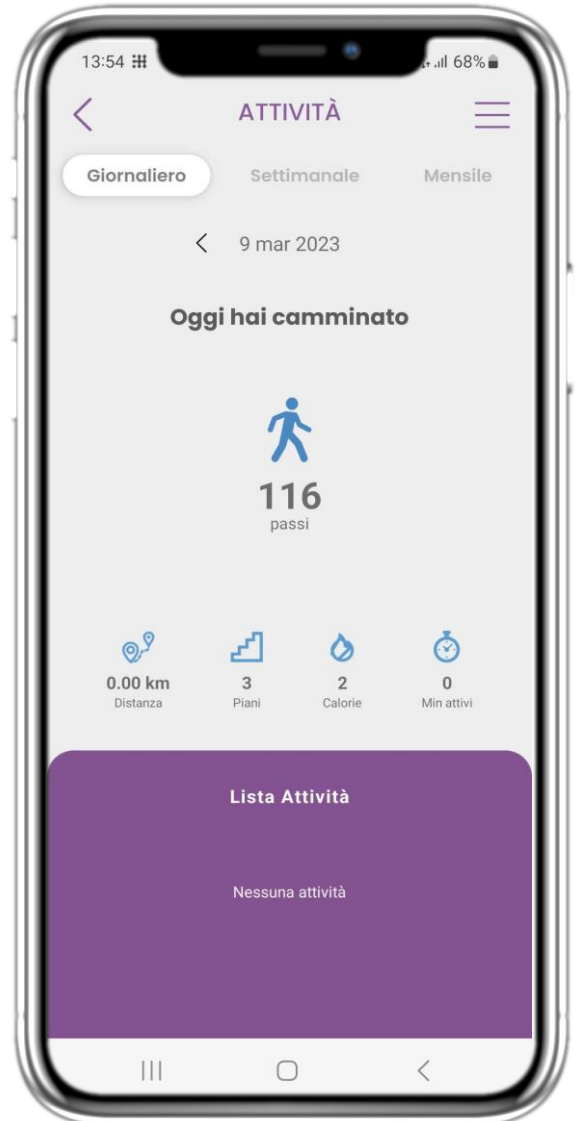 13:54 68%
ATTIVITÀ
Giornaliero Settimanale Mensile
9 mar 2023
Oggi hai camminato
116
passi
0.00 km 3 2 0
Distanza Piani Calorie Min attivi
Lista Attività
Nessuna attività